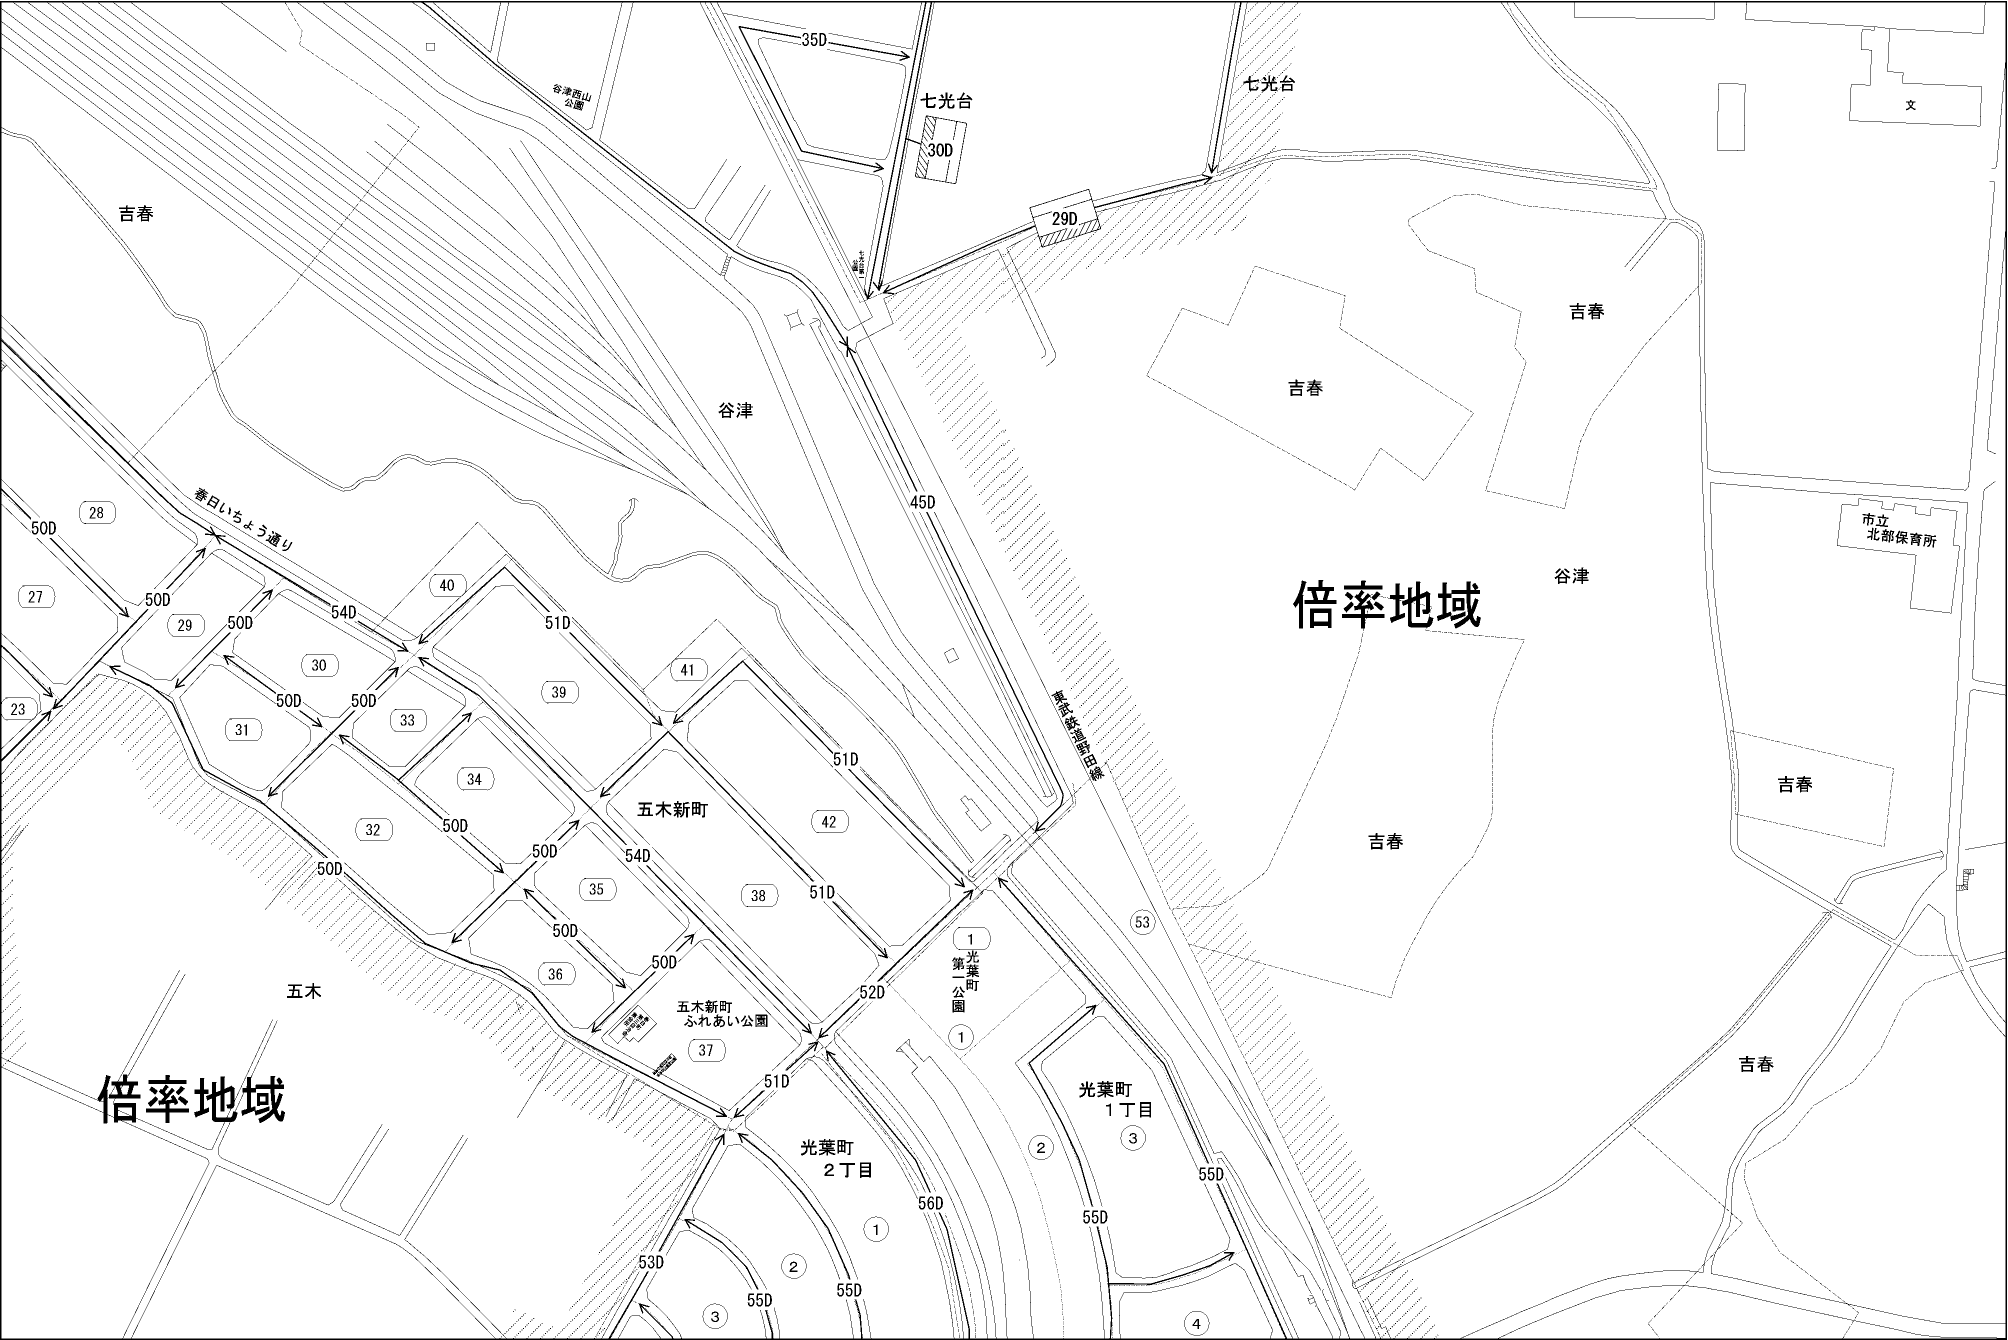 35D
谷津西山
公園
七光台
七光台
文
30D
吉春
29D
吉春
吉春
谷津
45D
春日いちょう通り
28
50D
市立
北部保育所
谷津
倍率地域
40
27
50D
54D
29
50D
51D
30
41
39
50D
50D
23
33
31
東武鉄道野田線
51D
34
吉春
五木新町
42
50D
32
吉春
50D
54D
50D
35
38
51D
53
50D
1
光葉町
第一公園
50D
36
五木
52D
五木新町
ふれあい公園
1
37
吉春
51D
光葉町
1丁目
倍率地域
3
2
光葉町
2丁目
55D
56D
55D
1
53D
2
55D
55D
3
4